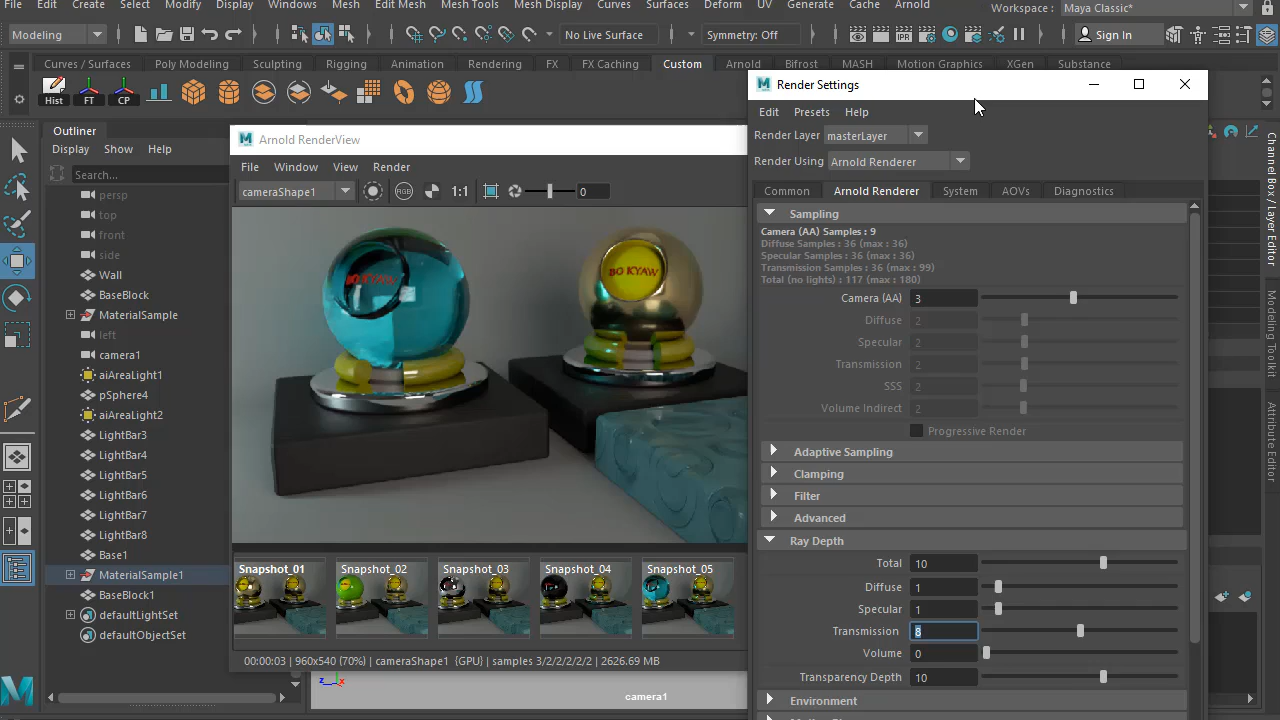 File Edit Create Select Modify Display Windows Mesh Edit Mesh Mesh Tools Mesh Display Curves Surfaces Deform UV Generate Cache Arnold Workspace : Maya Classic*
Modeling No Live Surface Symmetry: Off Sign In
Curves / Surfaces Poly Modeling Sculpting Rigging Animation Rendering FX FX Caching Custom Arnold Bifrost MASH Motion Graphics XGen Substance
Hist FT CP
Outliner
Display Show Help
Search...
persp
top
front
side
Wall
BaseBlock
MaterialSample
left
camera1
aiAreaLight1
pSphere4
aiAreaLight2
LightBar3
LightBar4
LightBar5
LightBar6
LightBar7
LightBar8
Base1
MaterialSample1
BaseBlock1
defaultLightSet
defaultObjectSet
Arnold RenderView
File Window View Render
cameraShape1 RGB 1:1 0
BO KYAW
BO KYAW
Snapshot_01 Snapshot_02 Snapshot_03 Snapshot_04 Snapshot_05
00:00:03 | 960x540 (70%) | cameraShape1 {GPU} | samples 3/2/2/2/2/2 | 2626.69 MB
z x
camera1
Render Settings
Edit Presets Help
Render Layer masterLayer
Render Using Arnold Renderer
Common Arnold Renderer System AOVs Diagnostics
Sampling
Camera (AA) Samples : 9
Diffuse Samples : 36 (max : 36)
Specular Samples : 36 (max : 36)
Transmission Samples : 36 (max : 99)
Total (no lights) : 117 (max : 180)
Camera (AA) 3
Diffuse 2
Specular 2
Transmission 2
SSS 2
Volume Indirect 2
Progressive Render
Adaptive Sampling
Clamping
Filter
Advanced
Ray Depth
Total 10
Diffuse 1
Specular 1
Transmission 8
Volume 0
Transparency Depth 10
Environment
Channel Box / Layer Editor
Modeling Toolkit
Attribute Editor